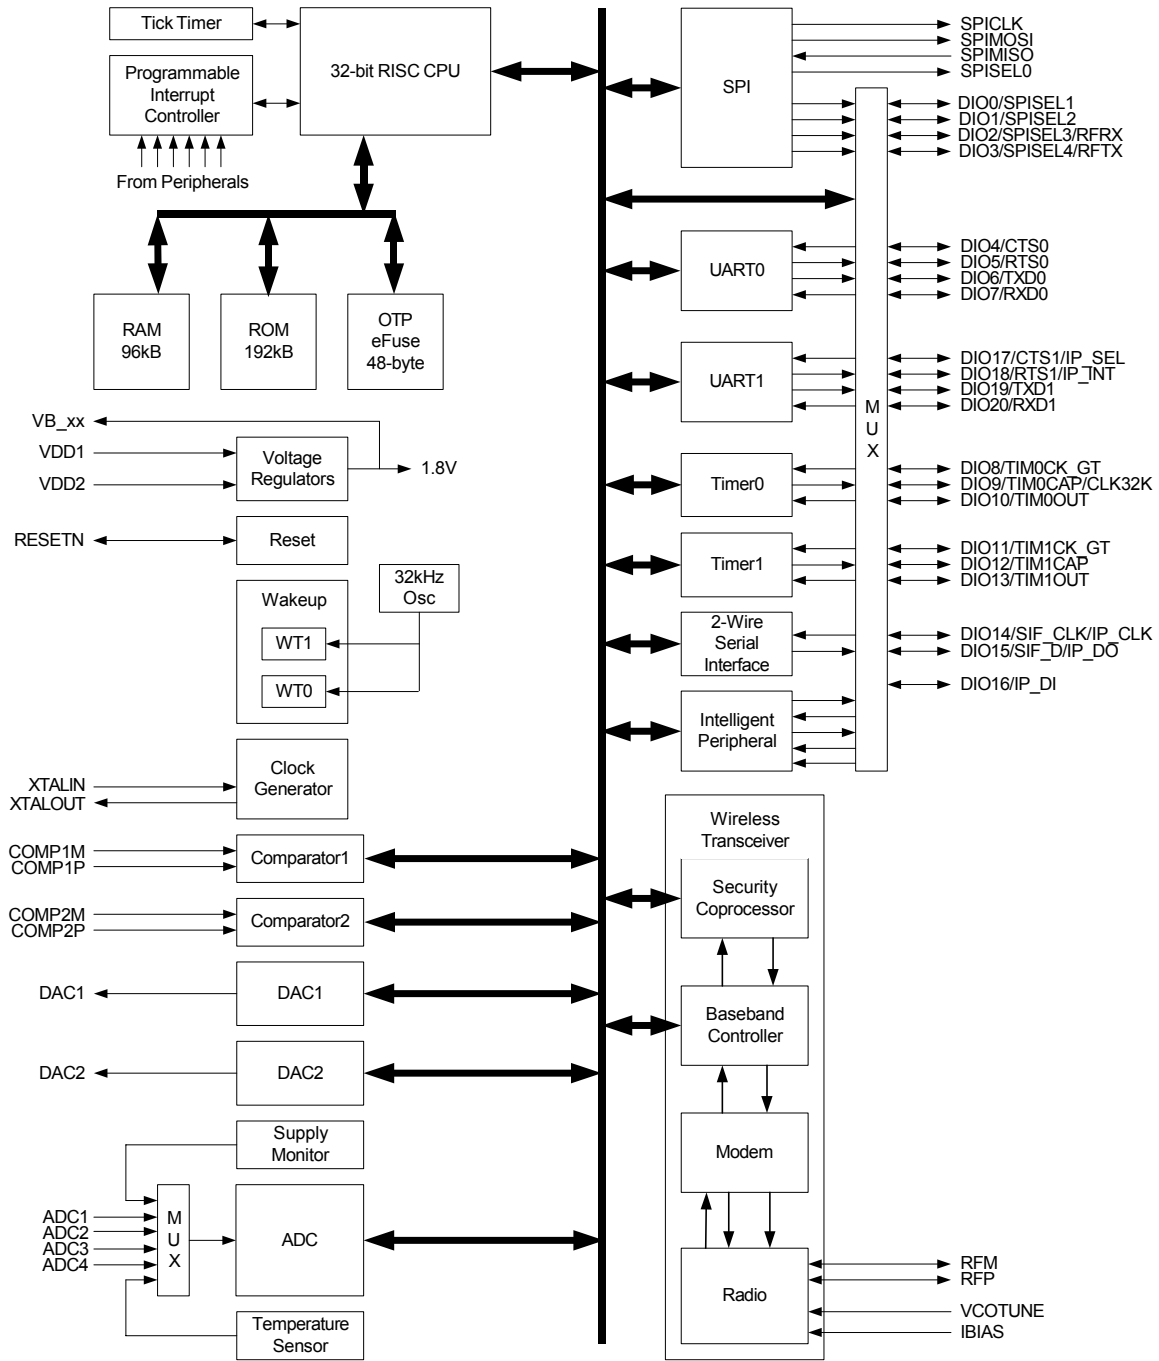 Tick Timer
32-bit RISC CPU
Programmable
Interrupt
Controller
From Peripherals
RAM
96kB
ROM
192kB
OTP
eFuse
48-byte
VB_xx
VDD1
VDD2
Voltage
Regulators
1.8V
RESETN
Reset
Wakeup
WT1
WT0
32kHz
Osc
XTALIN
XTALOUT
Clock
Generator
COMP1M
COMP1P
Comparator1
COMP2M
COMP2P
Comparator2
DAC1
DAC1
DAC2
DAC2
Supply
Monitor
ADC1
ADC2
ADC3
ADC4
M
U
X
ADC
Temperature
Sensor
SPI
SPICLK
SPIMOSI
SPIMISO
SPISEL0
DIO0/SPISEL1
DIO1/SPISEL2
DIO2/SPISEL3/RFRX
DIO3/SPISEL4/RFTX
UART0
DIO4/CTS0
DIO5/RTS0
DIO6/TXD0
DIO7/RXD0
UART1
DIO17/CTS1/IP_SEL
DIO18/RTS1/IP_INT
DIO19/TXD1
DIO20/RXD1
M
U
X
Timer0
DIO8/TIM0CK_GT
DIO9/TIM0CAP/CLK32K
DIO10/TIM0OUT
Timer1
DIO11/TIM1CK_GT
DIO12/TIM1CAP
DIO13/TIM1OUT
2-Wire
Serial
Interface
DIO14/SIF_CLK/IP_CLK
DIO15/SIF_D/IP_DO
DIO16/IP_DI
Intelligent
Peripheral
Wireless
Transceiver
Security
Coprocessor
Baseband
Controller
Modem
Radio
RFM
RFP
VCOTUNE
IBIAS